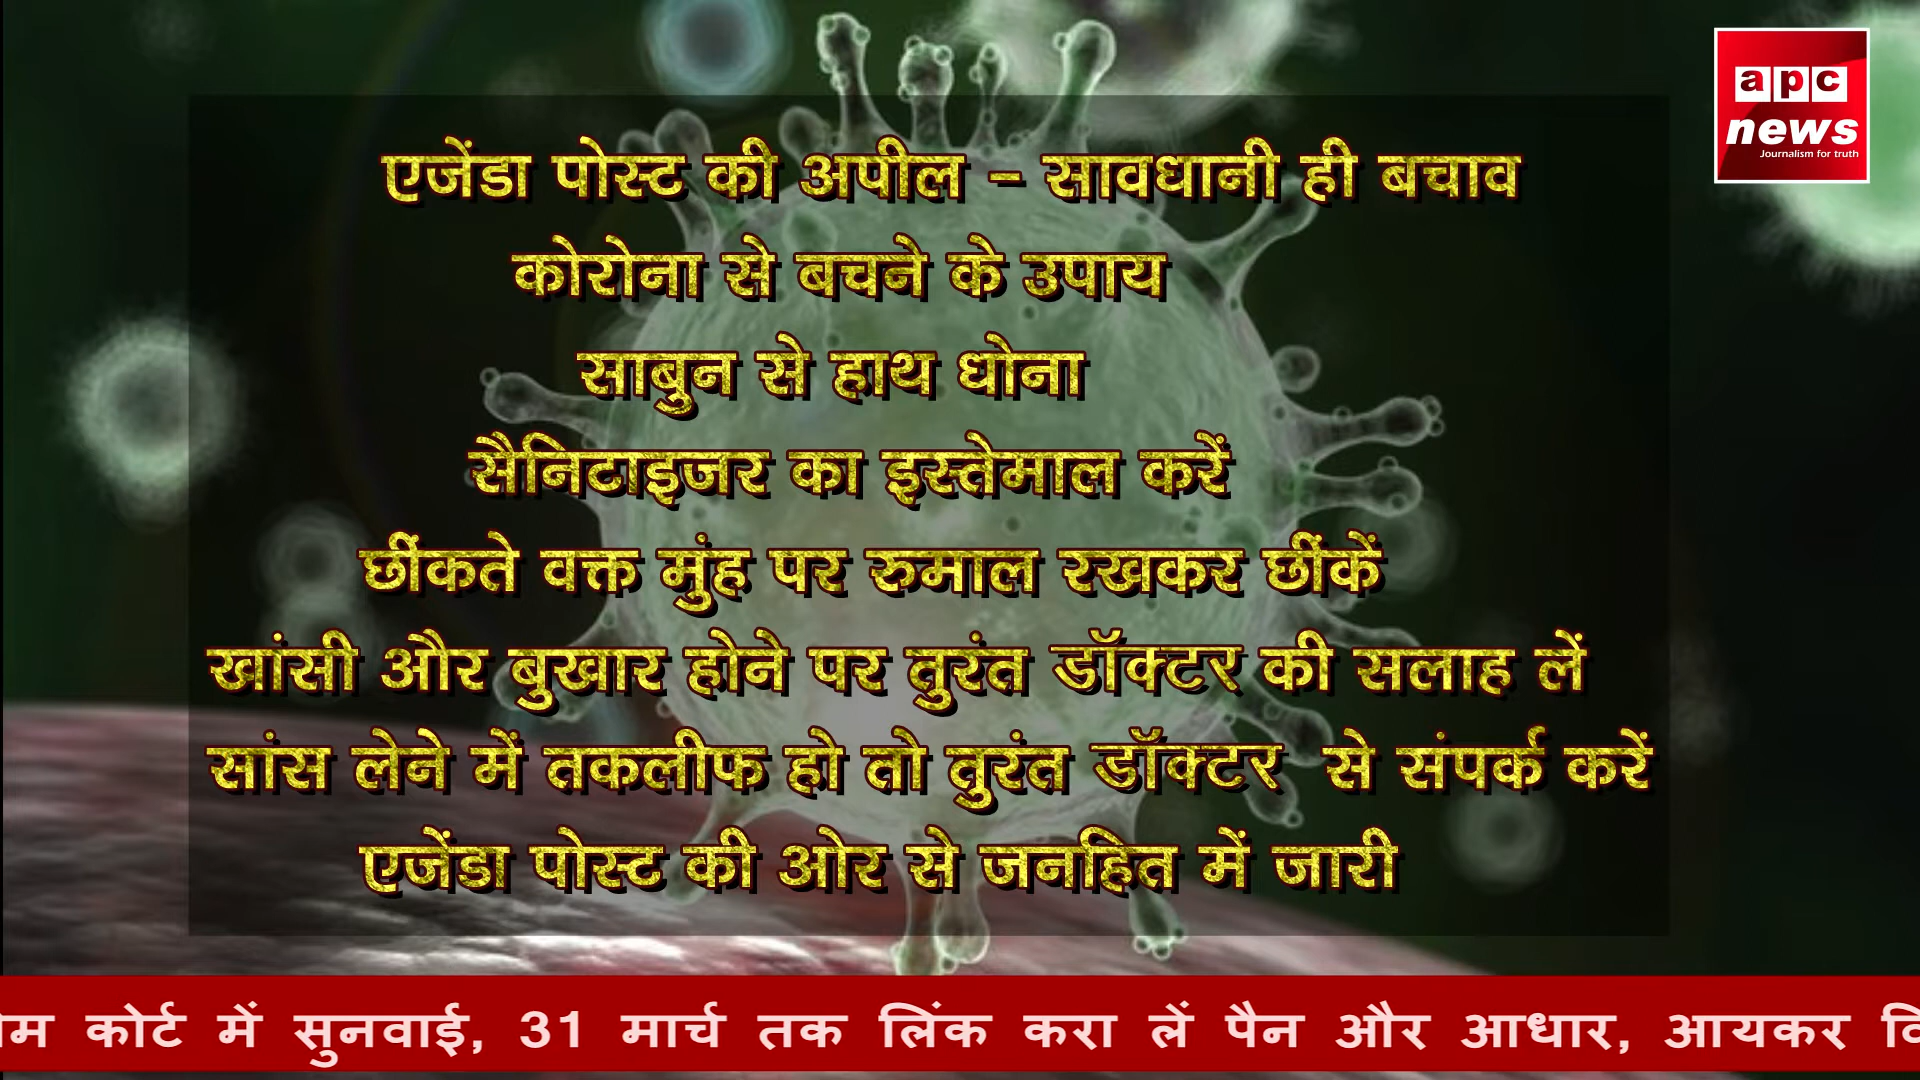 apc
news
Journalism for truth
एजेंडा पोस्ट की अपील - सावधानी ही बचाव
कोरोना से बचने के उपाय
साबुन से हाथ धोना
सैनिटाइजर का इस्तेमाल करें
छींकते वक्त मुंह पर रुमाल रखकर छींकें
खांसी और बुखार होने पर तुरंत डॉक्टर की सलाह लें
सांस लेने में तकलीफ हो तो तुरंत डॉक्टर से संपर्क करें
एजेंडा पोस्ट की ओर से जनहित में जारी
कोर्ट में सुनवाई, 31 मार्च तक लिंक करा लें पैन और आधार, आयकर